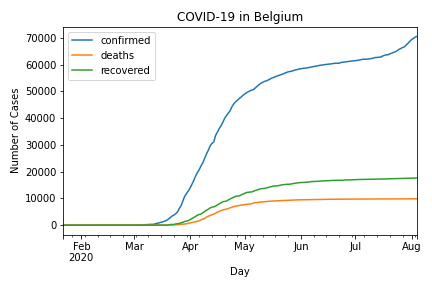 COVID-19 in Belgium
confirmed
deaths
recovered
Number of Cases
70000
60000
50000
40000
30000
20000
10000
0
Feb Mar Apr May Jun Jul Aug
2020
Day